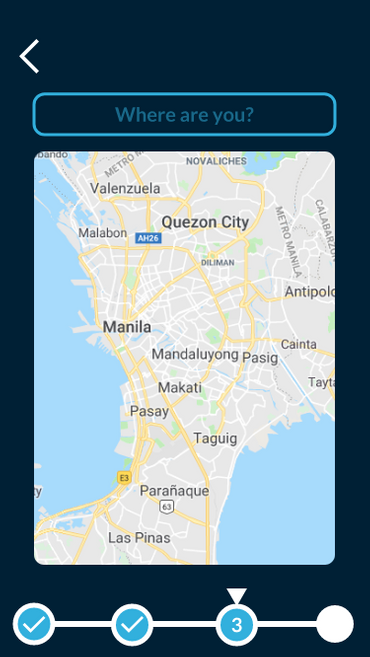 Where are you?
bando
METRO M
NOVALICHES
Valenzuela
Quezon City
Malabon
AH26
METRO MANILA
CALABARZON
DILIMAN
Antipolo
Manila
Cainta
Mandaluyong
Pasig
Makati
Tayta
Pasay
Taguig
E3
Parañaque
63
Las Pinas
3